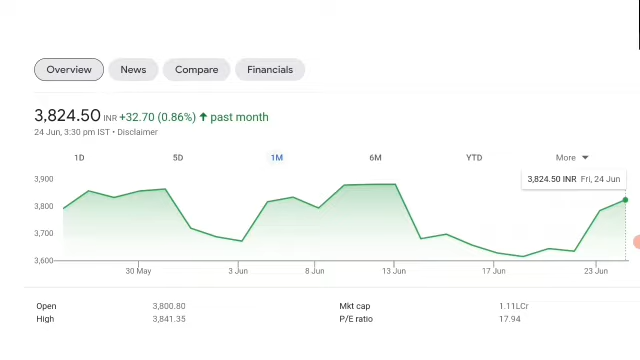 Overview News Compare Financials
3,824.50 INR +32.70 (0.86%) ↑ past month
24 Jun, 3:30 pm IST • Disclaimer
1D 5D 1M 6M YTD More
3,824.50 INR Fri, 24 Jun
3,900
3,800
3,700
3,600
30 May 3 Jun 8 Jun 13 Jun 17 Jun 23 Jun
Open 3,800.80 Mkt cap 1.11LCr
High 3,841.35 P/E ratio 17.94